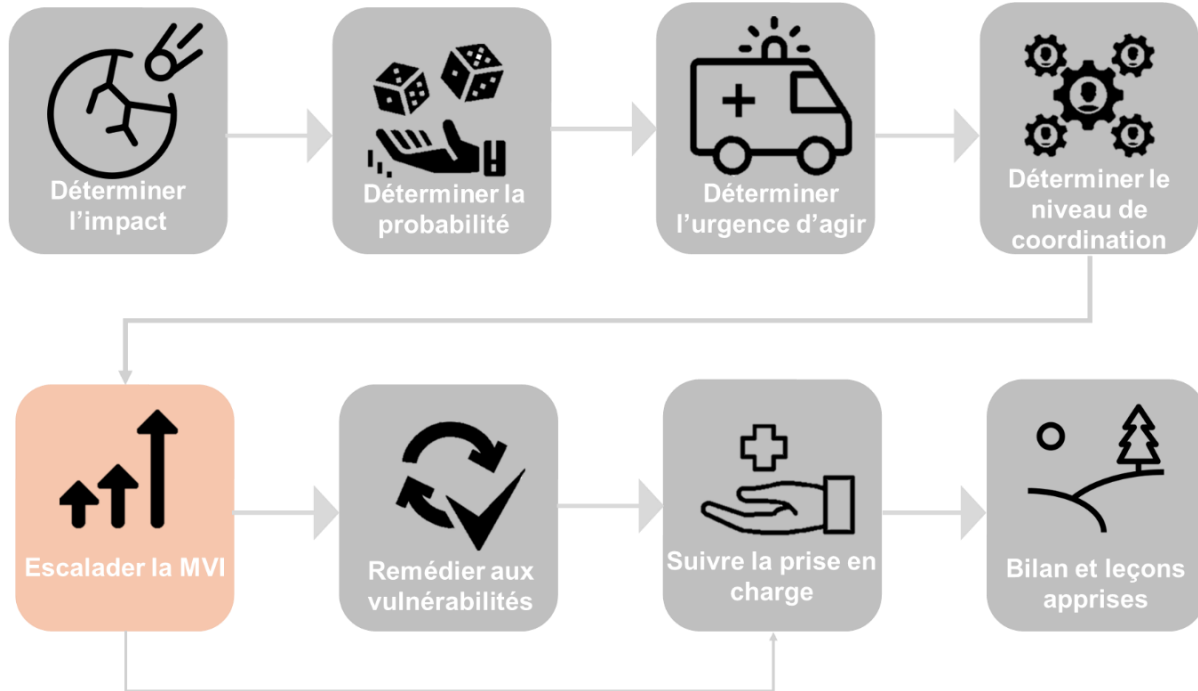 Déterminer
l’impact
Déterminer la
probabilité
Déterminer
l’urgence d’agir
Déterminer le
niveau de
coordination
Escalader la MVI
Remédier aux
vulnérabilités
Suivre la prise en
charge
Bilan et leçons
apprises